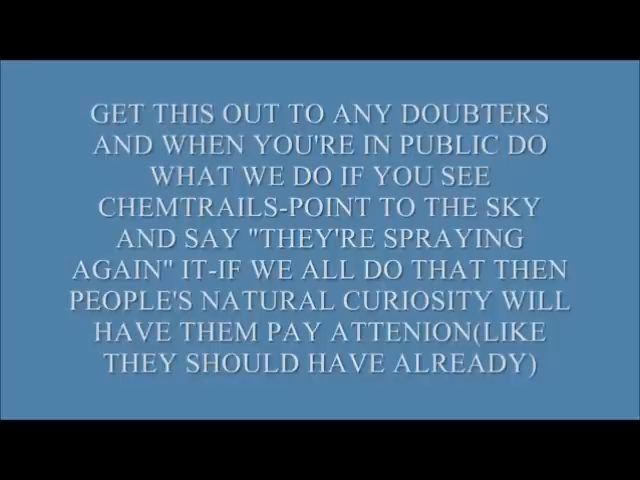 GET THIS OUT TO ANY DOUBTERS
AND WHEN YOU'RE IN PUBLIC DO
WHAT WE DO IF YOU SEE
CHEMTRAILS-POINT TO THE SKY
AND SAY "THEY'RE SPRAYING
AGAIN" IT-IF WE ALL DO THAT THEN
PEOPLE'S NATURAL CURIOSITY WILL
HAVE THEM PAY ATTENION(LIKE
THEY SHOULD HAVE ALREADY)